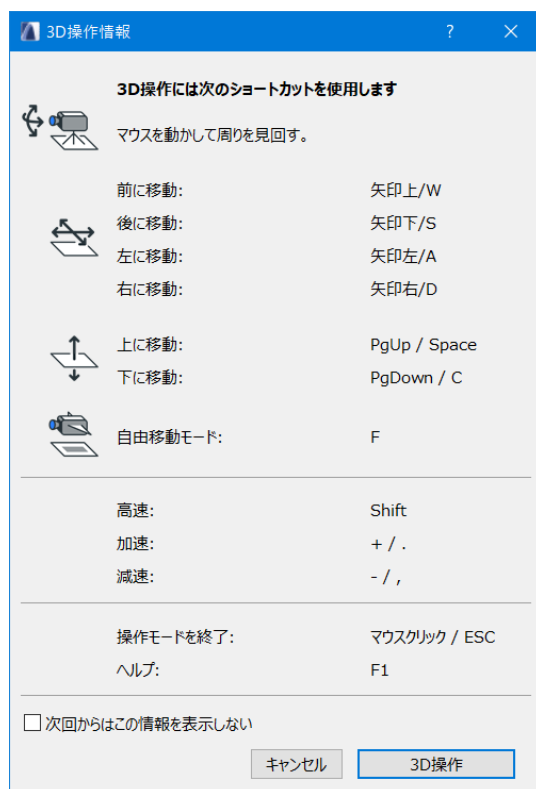 3D操作情報
3D操作には次のショートカットを使用します
マウスを動かして周りを見回す。
前に移動: 矢印上/W
後に移動: 矢印下/S
左に移動: 矢印左/A
右に移動: 矢印右/D
上に移動: PgUp / Space
下に移動: PgDown / C
自由移動モード: F
高速: Shift
加速: + / .
減速: - / ,
操作モードを終了: マウスクリック / ESC
ヘルプ: F1
次回からはこの情報を表示しない
キャンセル 3D操作